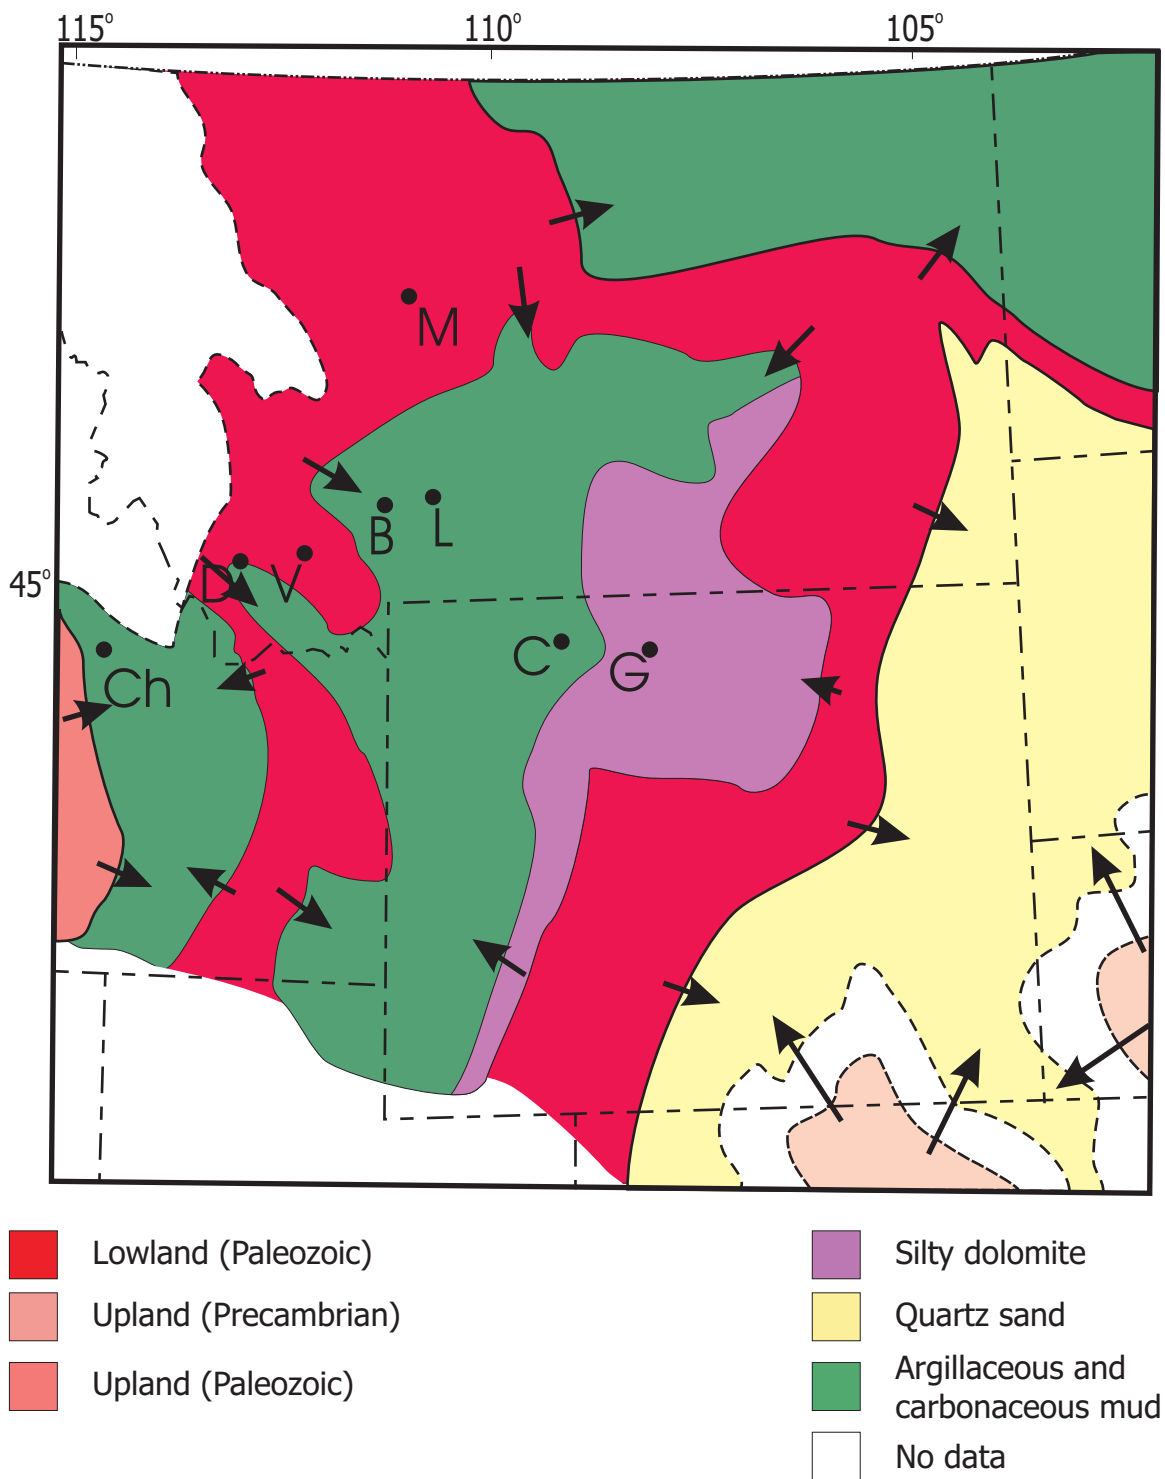 115°
110°
105°
M
B
L
D
V
45°
C
G
Ch
Lowland (Paleozoic)
Upland (Precambrian)
Upland (Paleozoic)
Silty dolomite
Quartz sand
Argillaceous and
carbonaceous mud
No data